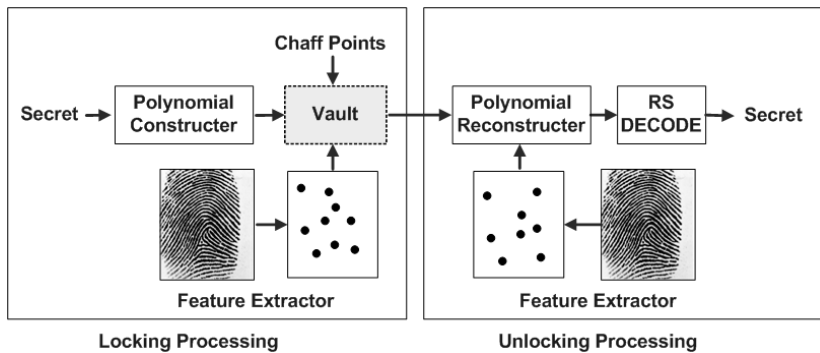 Chaff Points
Secret
Polynomial
Constructer
Vault
Feature Extractor
Locking Processing
Polynomial
Reconstructer
RS
DECODE
Secret
Feature Extractor
Unlocking Processing